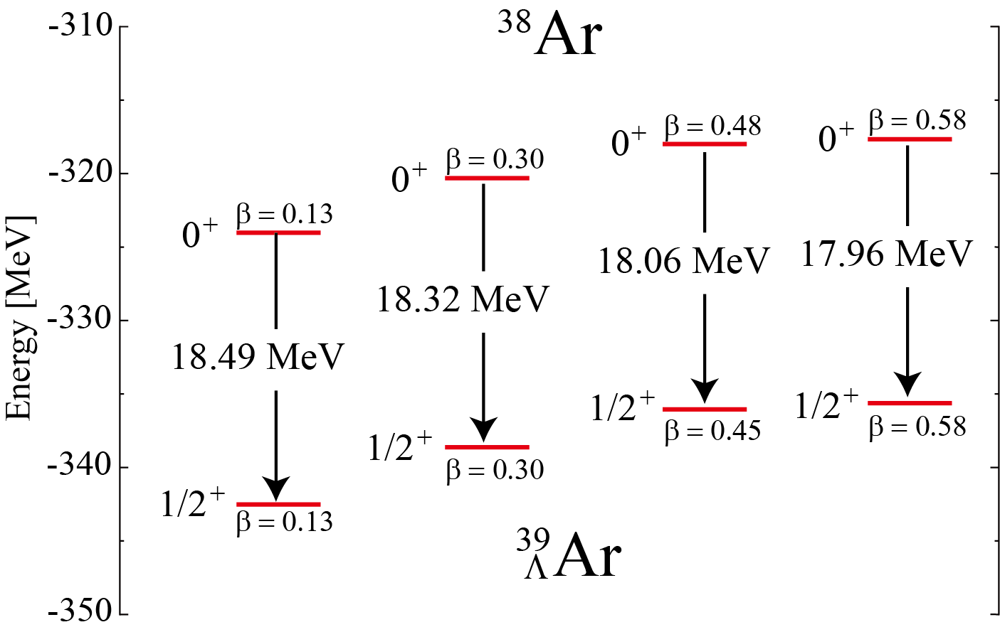 ³⁸Ar
-310
-320
-330
-340
-350
Energy [MeV]
0⁺ β = 0.13
18.49 MeV
1/2⁺
β = 0.13
0⁺ β = 0.30
18.32 MeV
1/2⁺
β = 0.30
0⁺ β = 0.48
18.06 MeV
1/2⁺
β = 0.45
0⁺ β = 0.58
17.96 MeV
1/2⁺
β = 0.58
³⁹ΛAr